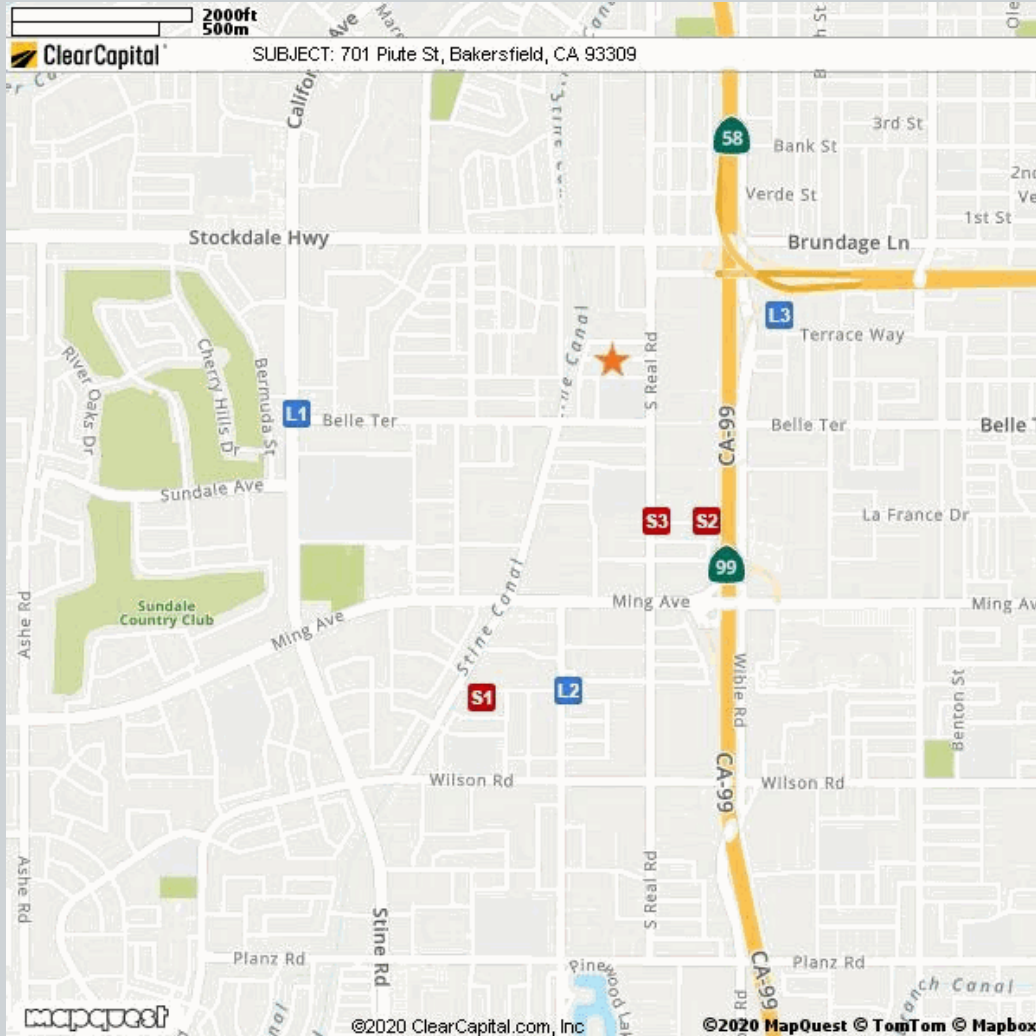 2000ft
500m
ClearCapital
SUBJECT: 701 Piute St, Bakersfield, CA 93309
Ave
58
3rd St
Bank St
Verde St
1st St
Stockdale Hwy
Brundage Ln
L3
Terrace Way
River Oaks Dr
Cherry Hills Dr
Bermuda St
S Real Rd
L1
Belle Ter
CA-99
Belle Ter
Belle
Sundale Ave
S3
S2
La France Dr
99
Ashe Rd
Sundale
Country Club
Ming Ave
Stine Canal
Ming Ave
Ming
S1
L2
Wible Rd
Benton St
Wilson Rd
CA-99
Wilson Rd
Ashe Rd
Stine Rd
S Real Rd
Planz Rd
Planz Rd
CA-99
Canal
Rd
mapquest
©2020 ClearCapital.com, Inc
©2020 MapQuest © TomTom ©